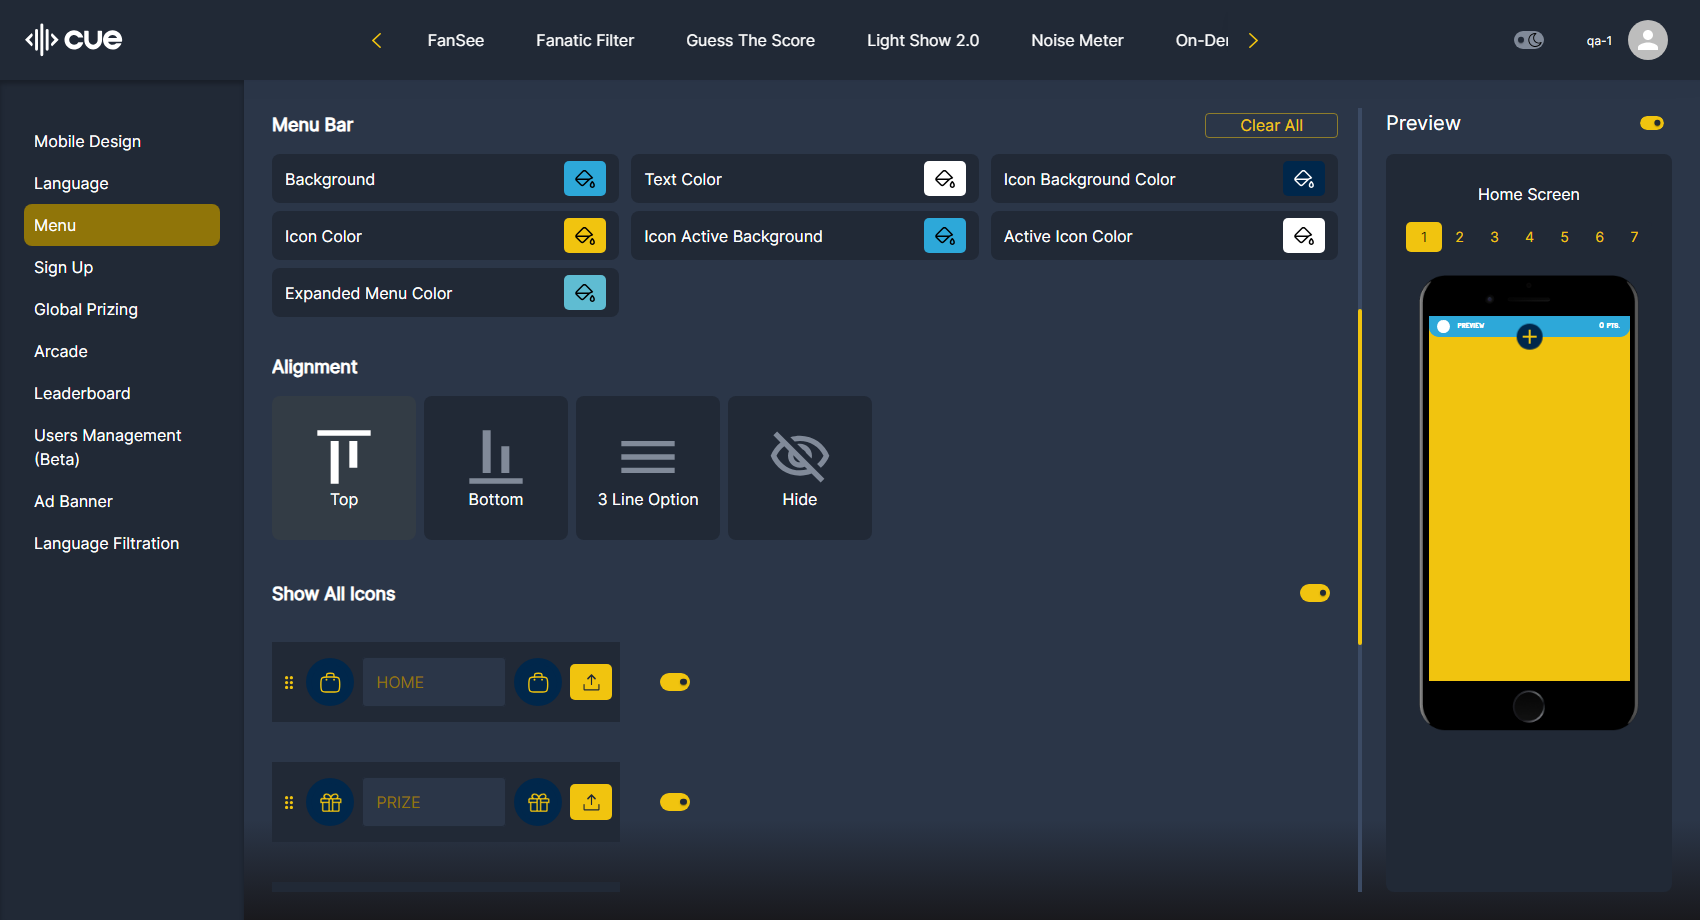 cue
FanSee
Fanatic Filter
Guess The Score
Light Show 2.0
Noise Meter
On-Der
qa-1
Mobile Design
Language
Menu
Sign Up
Global Prizing
Arcade
Leaderboard
Users Management
(Beta)
Ad Banner
Language Filtration
Menu Bar
Clear All
Background
Text Color
Icon Background Color
Icon Color
Icon Active Background
Active Icon Color
Expanded Menu Color
Alignment
Top
Bottom
3 Line Option
Hide
Show All Icons
HOME
PRIZE
Preview
Home Screen
1 2 3 4 5 6 7
PREVIEW
0 PTS.